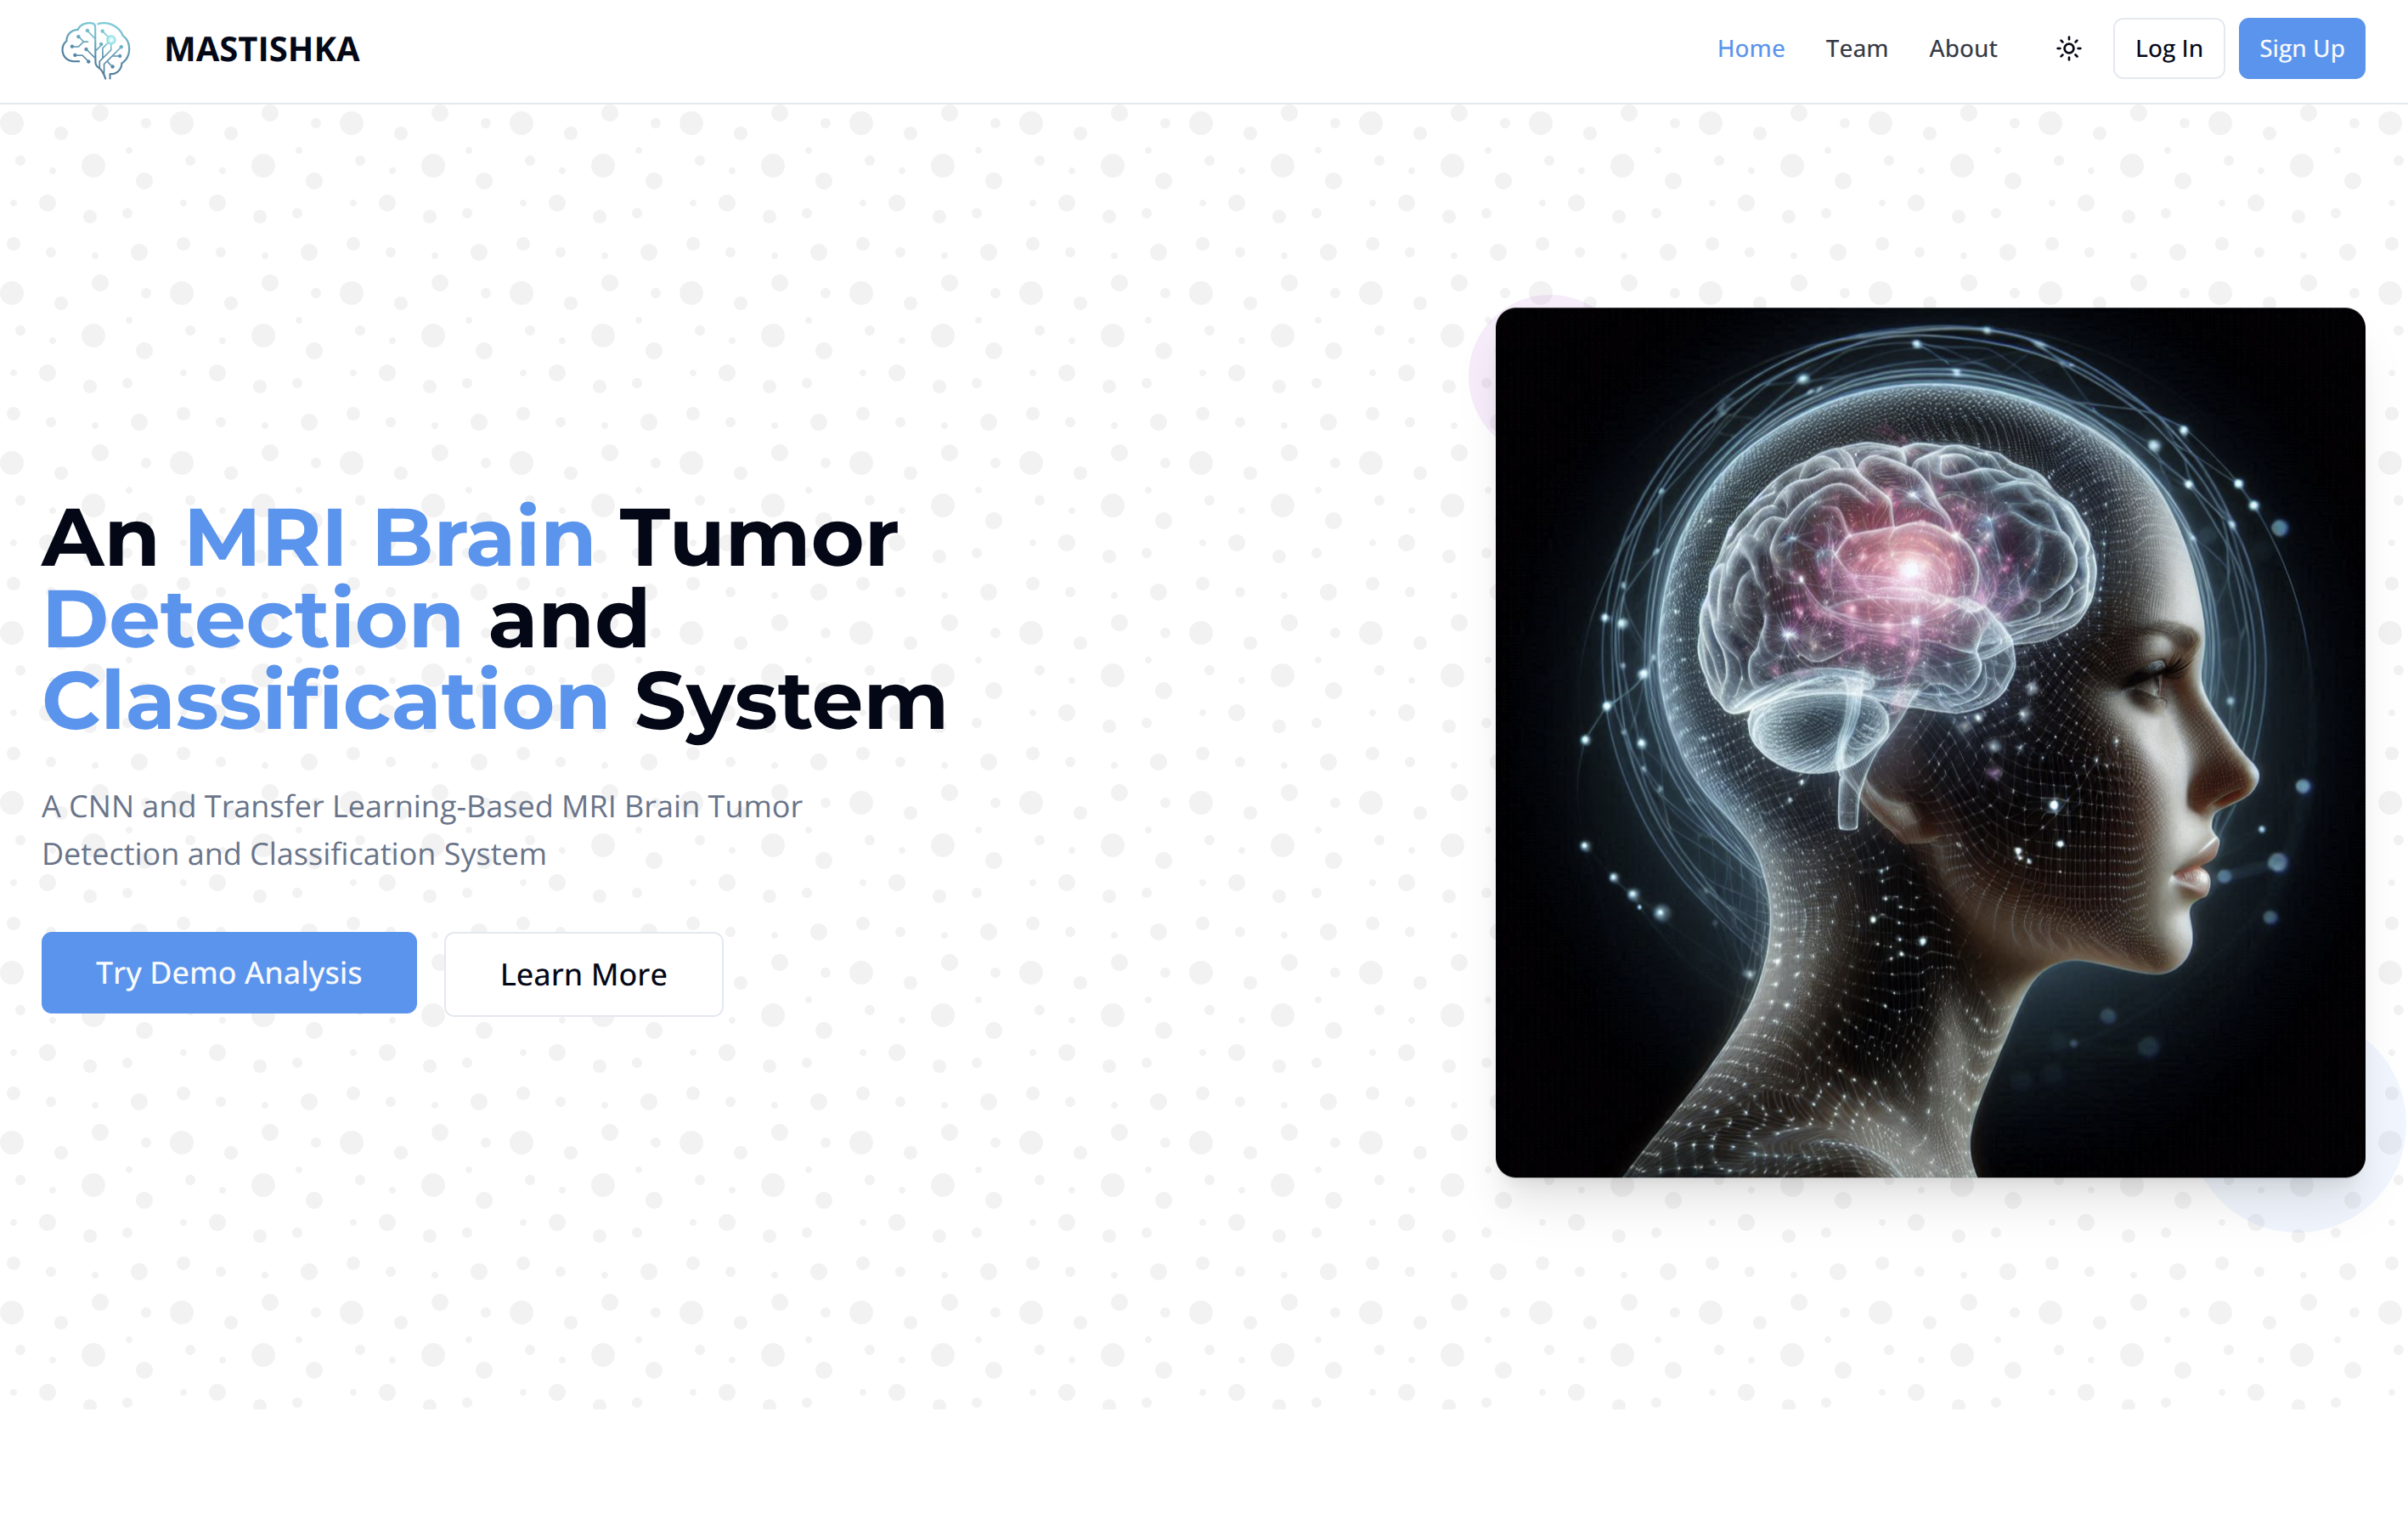 MASTISHKA
Home
Team
About
Log In
Sign Up
An MRI Brain Tumor
Detection and
Classification System
A CNN and Transfer Learning-Based MRI Brain Tumor
Detection and Classification System
Try Demo Analysis
Learn More